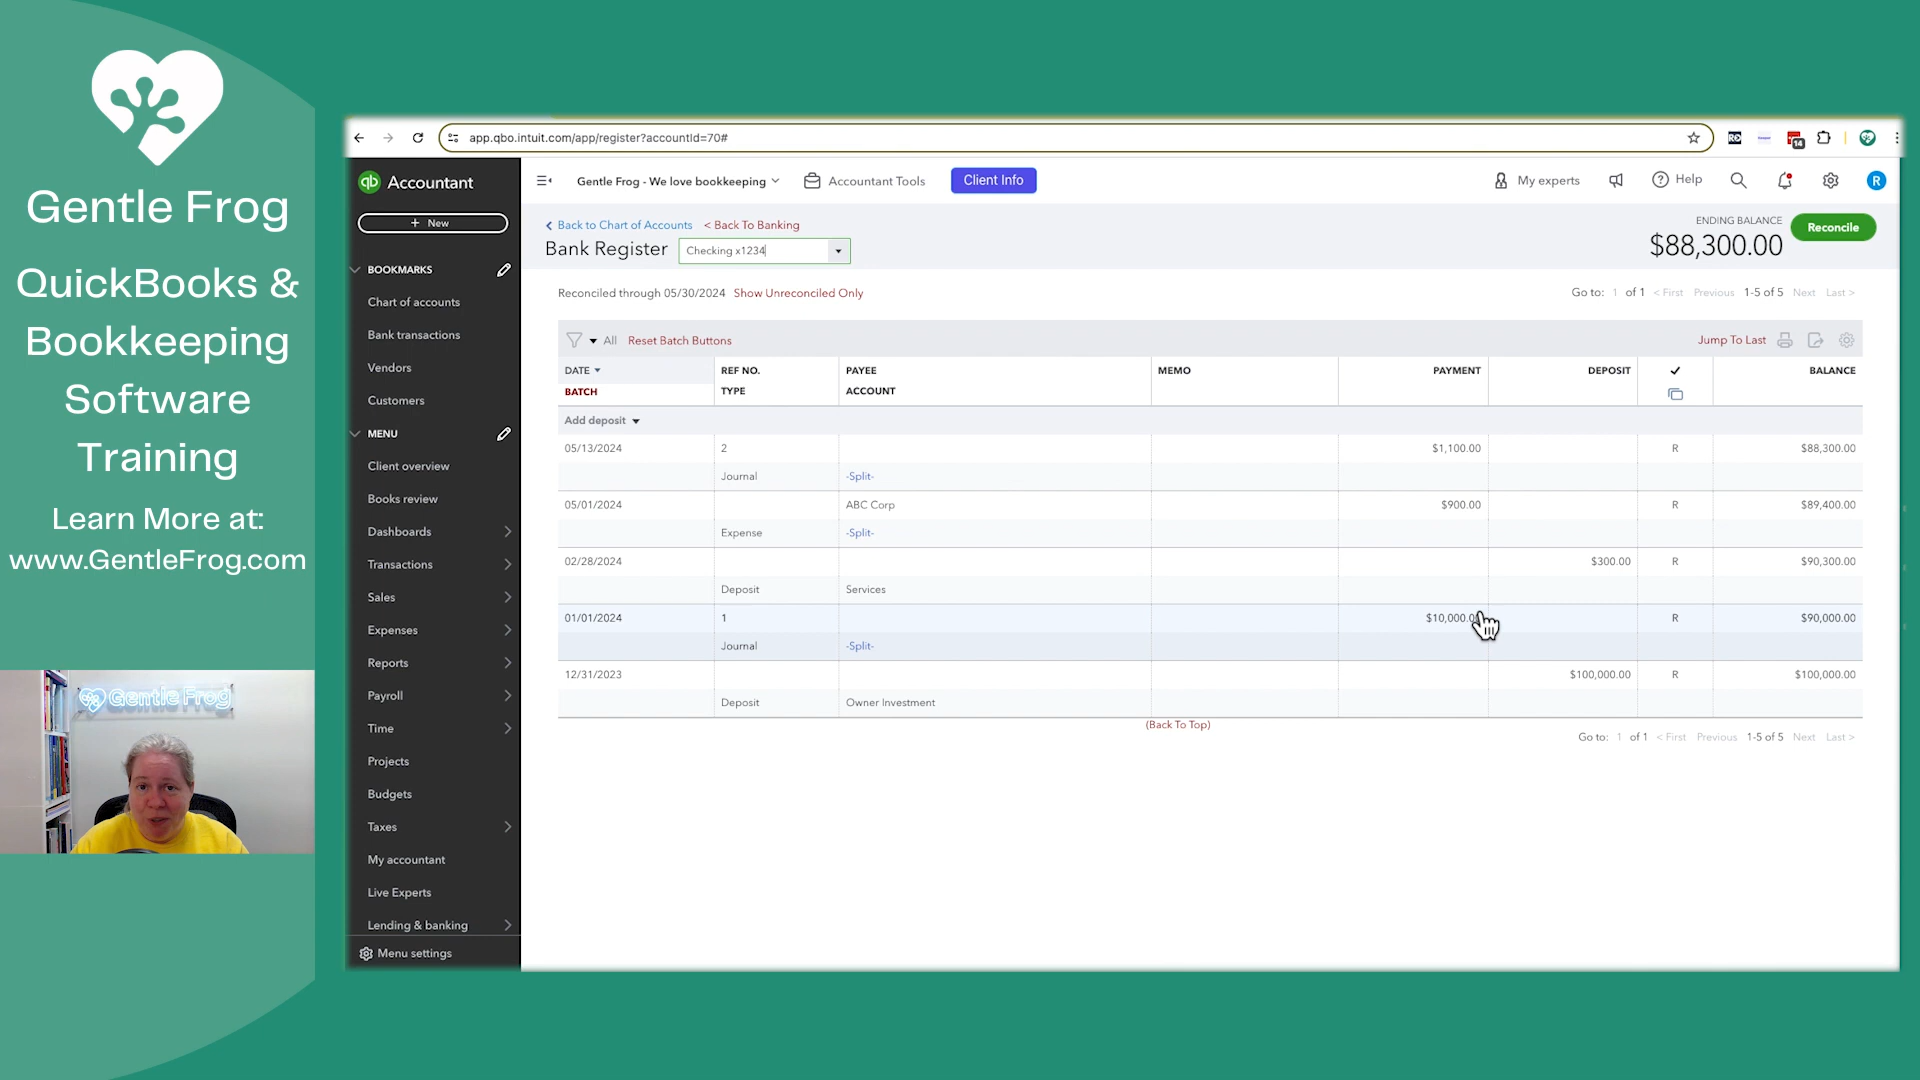 Gentle Frog
QuickBooks &
Bookkeeping
Software
Training
Learn More at:
www.GentleFrog.com
Gentle Frog
app.qbo.intuit.com/app/register?accountId=70#
14
qb Accountant
+ New
BOOKMARKS
Chart of accounts
Bank transactions
Vendors
Customers
MENU
Client overview
Books review
Dashboards
Transactions
Sales
Expenses
Reports
Payroll
Time
Projects
Budgets
Taxes
My accountant
Live Experts
Lending & banking
Menu settings
Gentle Frog - We love bookkeeping
Accountant Tools
Client Info
My experts
Help
R
Back to Chart of Accounts < Back To Banking
Bank Register Checking x1234
ENDING BALANCE
$88,300.00
Reconcile
Reconciled through 05/30/2024 Show Unreconciled Only
Go to: 1 of 1 < First Previous 1-5 of 5 Next Last >
All Reset Batch Buttons Jump To Last
DATE REF NO. PAYEE MEMO PAYMENT DEPOSIT ✓ BALANCE
BATCH TYPE ACCOUNT
Add deposit
05/13/2024 2 $1,100.00 R $88,300.00
Journal -Split-
05/01/2024 ABC Corp $900.00 R $89,400.00
Expense -Split-
02/28/2024 $300.00 R $90,300.00
Deposit Services
01/01/2024 1 $10,000.00 R $90,000.00
Journal -Split-
12/31/2023 $100,000.00 R $100,000.00
Deposit Owner Investment
(Back To Top)
Go to: 1 of 1 < First Previous 1-5 of 5 Next Last >